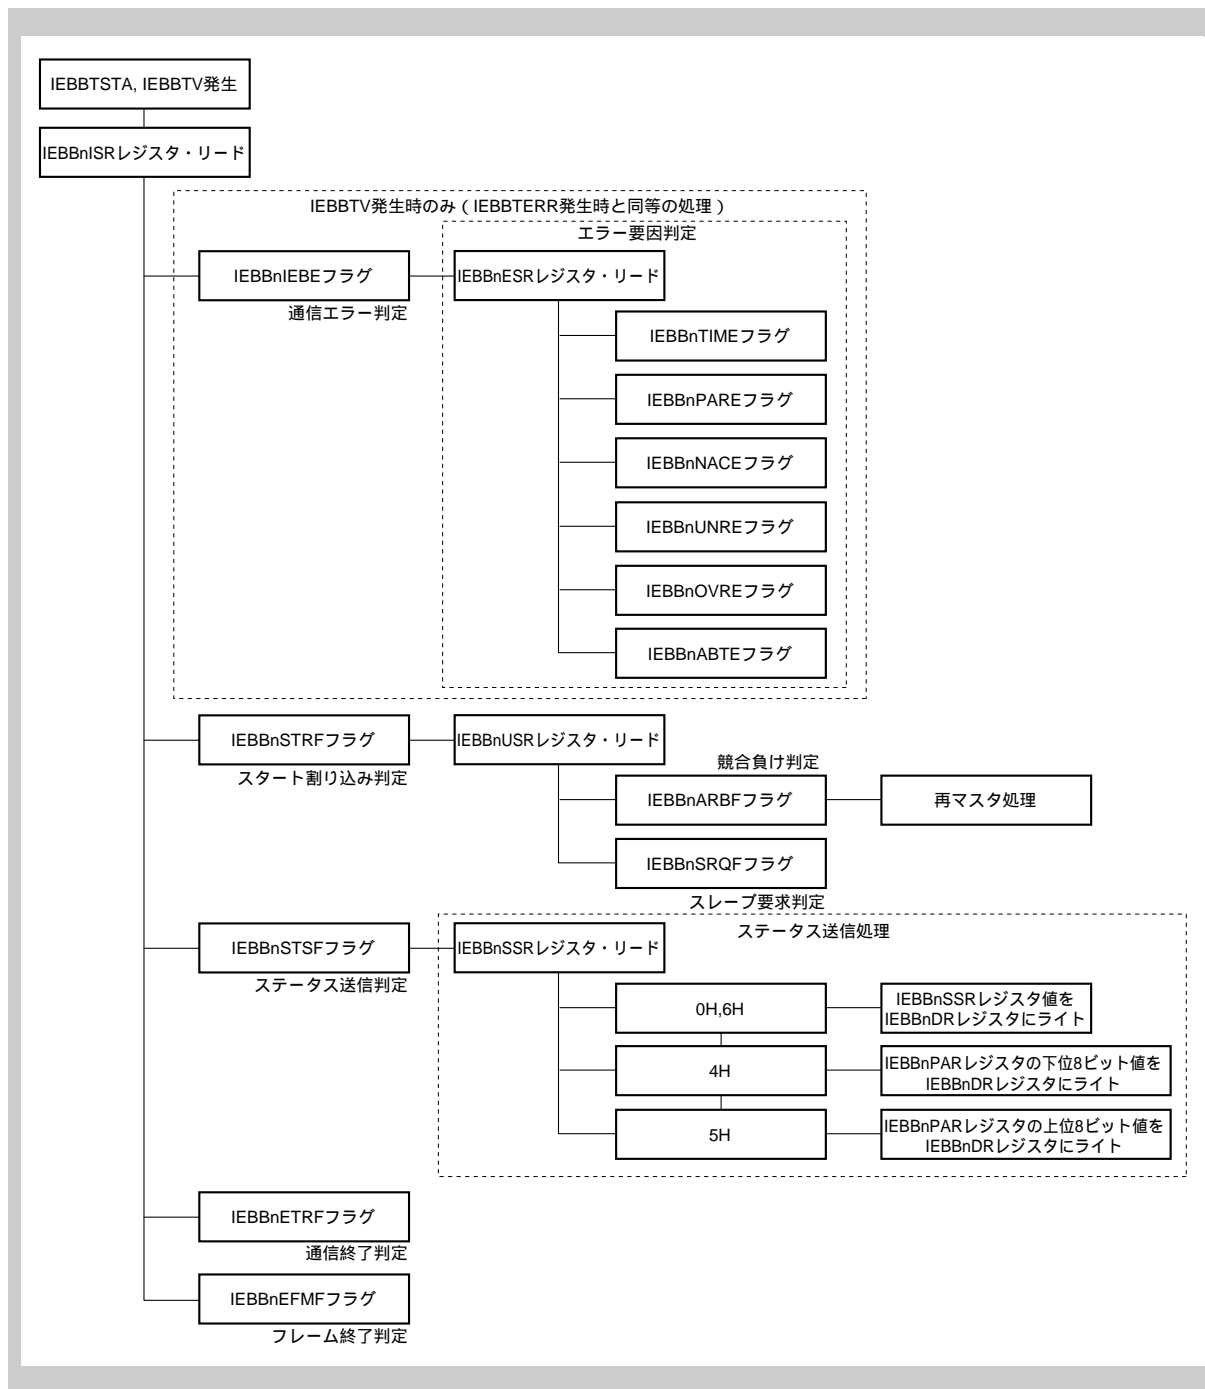 IEBBTSTA, IEBBTV発生
IEBBnISRレジスタ・リード
IEBBTV発生時のみ（IEBBTERR発生時と同等の処理）
エラー要因判定
IEBBnIEBEフラグ
IEBBnESRレジスタ・リード
通信エラー判定
IEBBnTIMEフラグ
IEBBnPAREフラグ
IEBBnNACEフラグ
IEBBnUNREフラグ
IEBBnOVREフラグ
IEBBnABTEフラグ
IEBBnSTRFフラグ
IEBBnUSRレジスタ・リード
スタート割り込み判定
競合負け判定
IEBBnARBFフラグ
再マスタ処理
IEBBnSRQFフラグ
スレーブ要求判定
ステータス送信処理
IEBBnSTSFフラグ
IEBBnSSRレジスタ・リード
ステータス送信判定
0H,6H
IEBBnSSRレジスタ値を
IEBBnDRレジスタにライト
4H
IEBBnPARレジスタの下位8ビット値を
IEBBnDRレジスタにライト
5H
IEBBnPARレジスタの上位8ビット値を
IEBBnDRレジスタにライト
IEBBnETRFフラグ
通信終了判定
IEBBnEFMFフラグ
フレーム終了判定